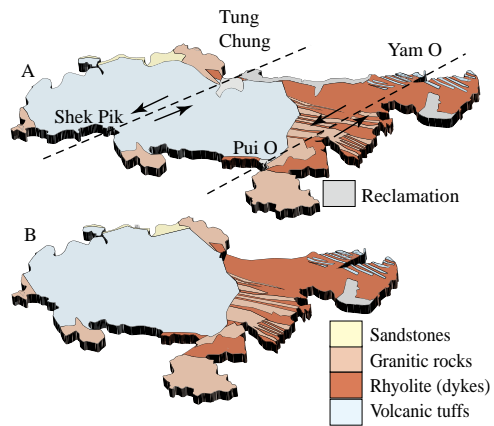 Tung
Chung
Yam O
A
Shek Pik
Pui O
Reclamation
B
Sandstones
Granitic rocks
Rhyolite (dykes)
Volcanic tuffs